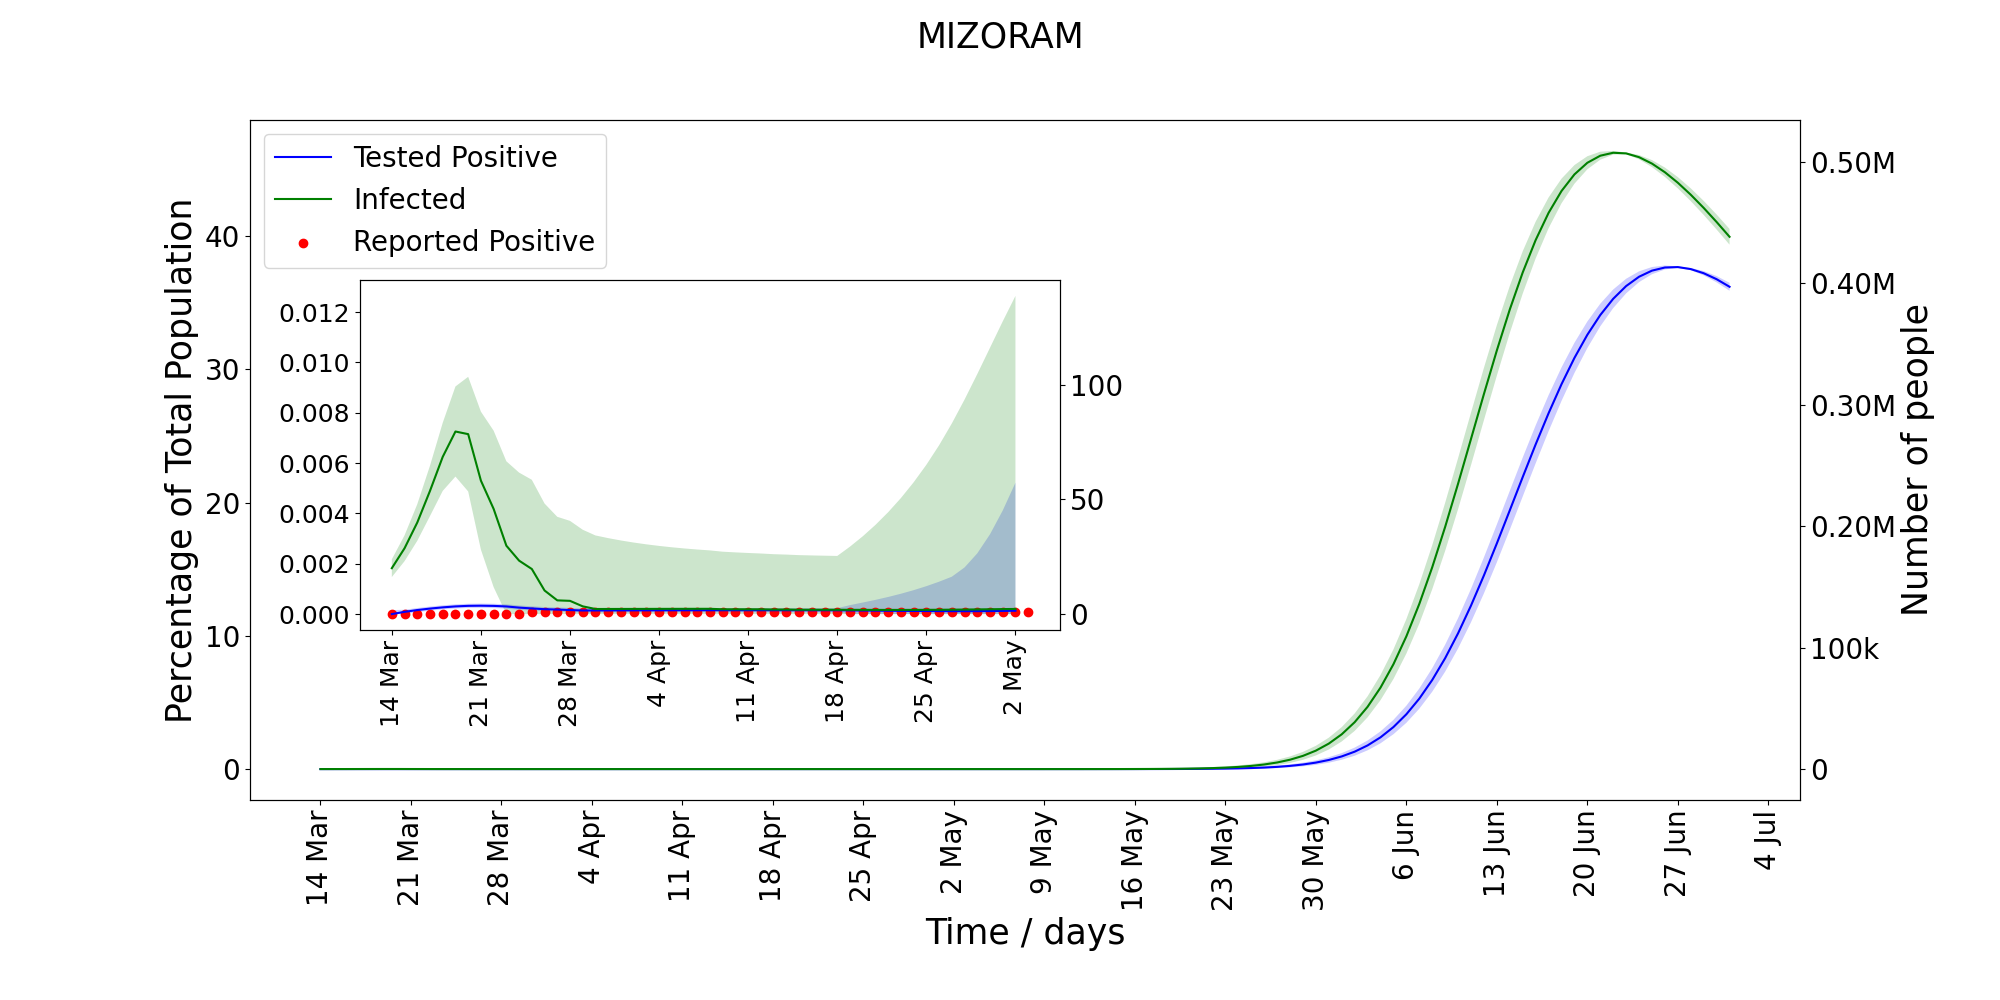 MIZORAM
Tested Positive
Infected
Reported Positive
Percentage of Total Population
40
30
20
10
0
0.012
0.010
0.008
0.006
0.004
0.002
0.000
100
50
0
14 Mar
21 Mar
28 Mar
4 Apr
11 Apr
18 Apr
25 Apr
2 May
0.50M
0.40M
0.30M
0.20M
100k
0
Number of people
14 Mar
21 Mar
28 Mar
4 Apr
11 Apr
18 Apr
25 Apr
2 May
9 May
16 May
23 May
30 May
6 Jun
13 Jun
20 Jun
27 Jun
4 Jul
Time / days